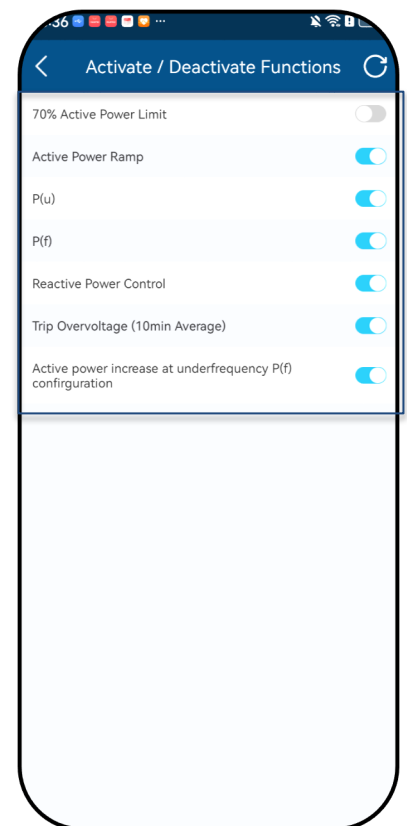 :36
Activate / Deactivate Functions
70% Active Power Limit
Active Power Ramp
P(u)
P(f)
Reactive Power Control
Trip Overvoltage (10min Average)
Active power increase at underfrequency P(f)
confirguration